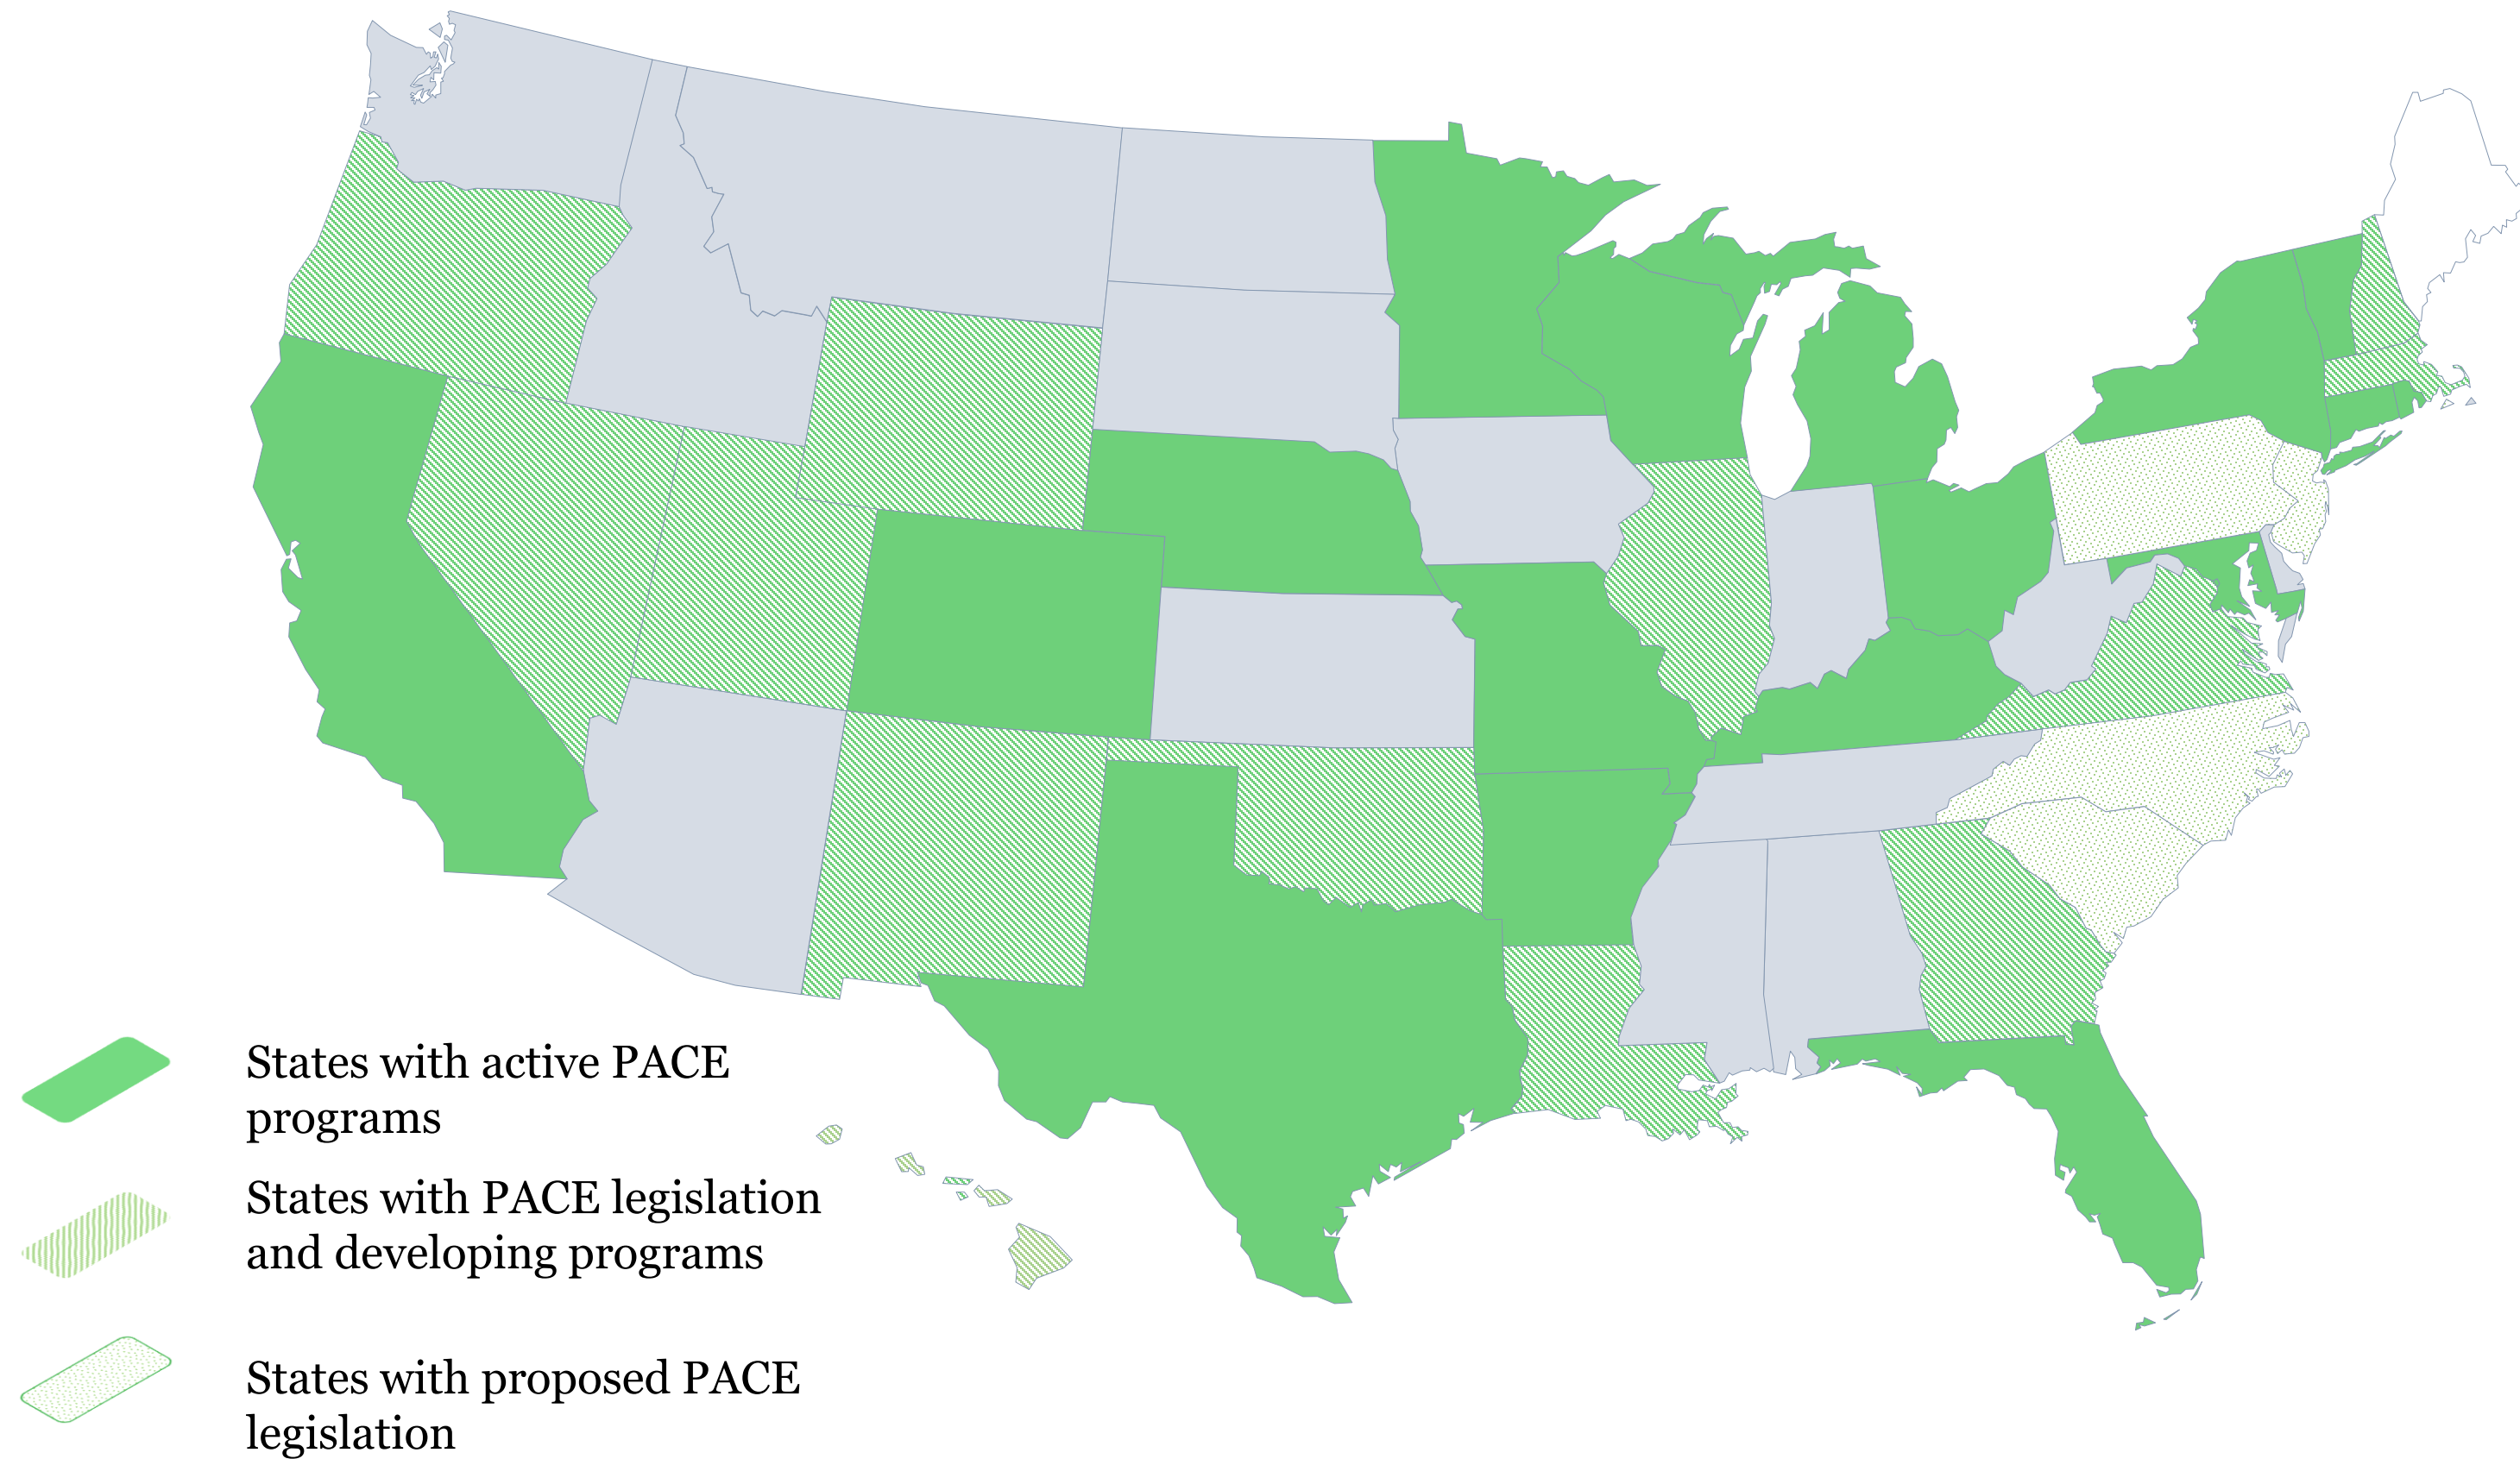 States with active PACE
programs
States with PACE legislation
and developing programs
States with proposed PACE
legislation